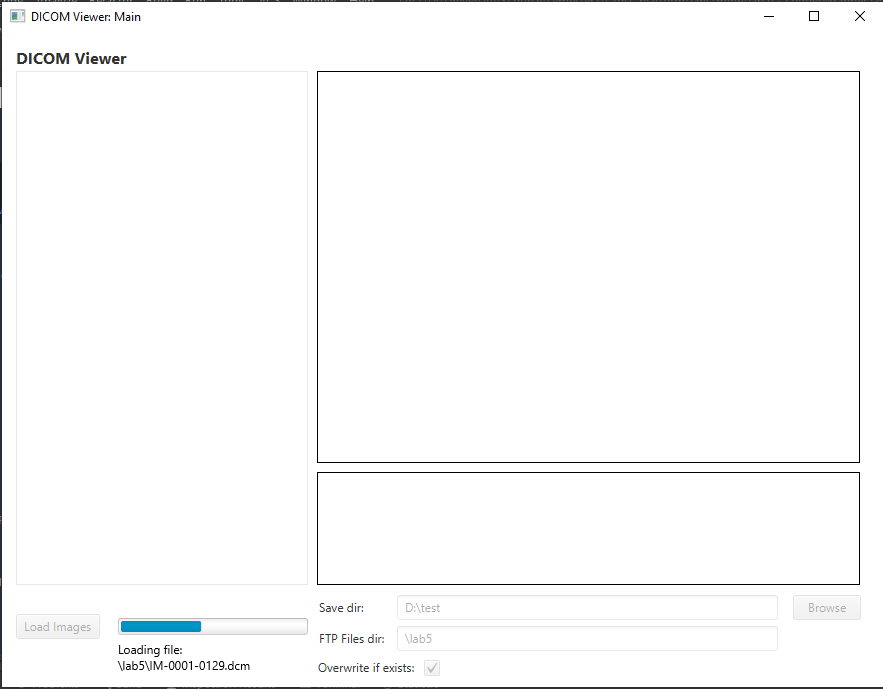 DICOM Viewer: Main
DICOM Viewer
Save dir:
D:\test
Browse
Load Images
FTP Files dir:
\lab5
Loading file:
\lab5\IM-0001-0129.dcm
Overwrite if exists: